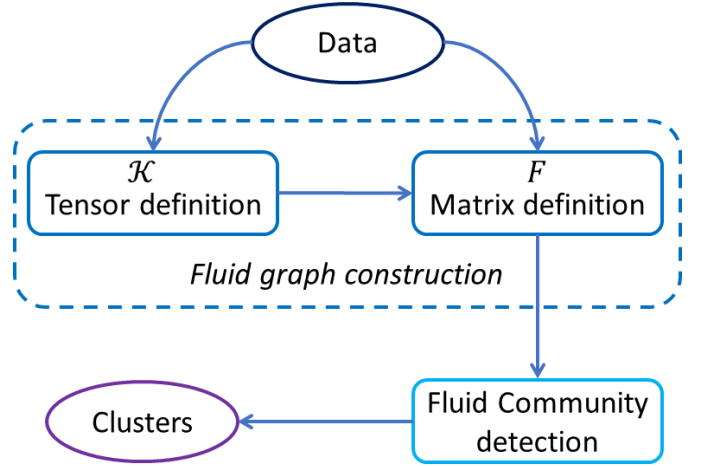 Data
𝒦
Tensor definition
F
Matrix definition
Fluid graph construction
Fluid Community
detection
Clusters